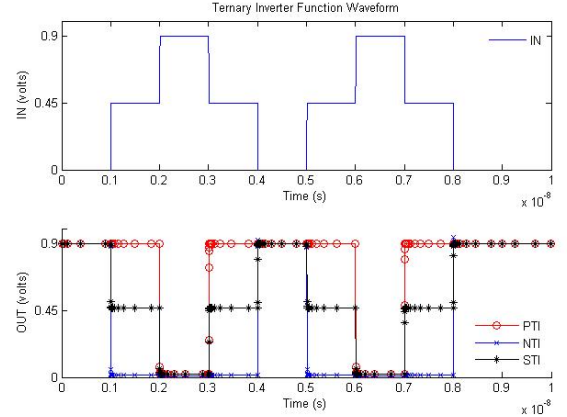 Ternary Inverter Function Waveform
IN (volts)
0.9
0.45
0
IN
0 0.1 0.2 0.3 0.4 0.5 0.6 0.7 0.8 0.9 1
Time (s)
x 10⁻⁸
OUT (volts)
0.9
0.45
0
PTI
NTI
STI
0 0.1 0.2 0.3 0.4 0.5 0.6 0.7 0.8 0.9 1
Time (s)
x 10⁻⁸